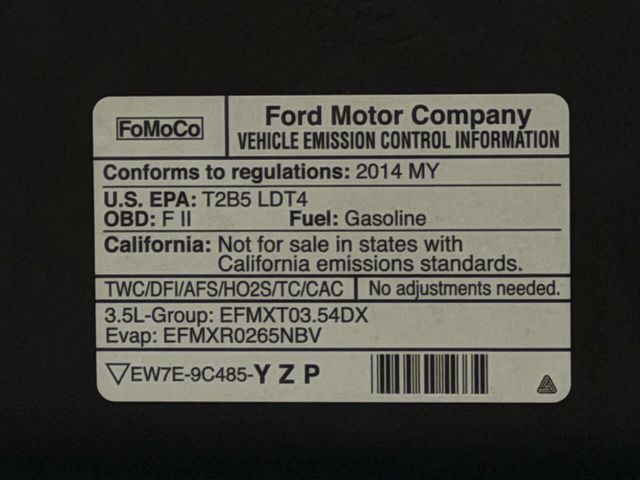 FoMoCo
Ford Motor Company
VEHICLE EMISSION CONTROL INFORMATION
Conforms to regulations: 2014 MY
U.S. EPA: T2B5 LDT4
OBD: F II Fuel: Gasoline
California: Not for sale in states with
California emissions standards.
TWC/DFI/AFS/HO2S/TC/CAC No adjustments needed.
3.5L-Group: EFMXT03.54DX
Evap: EFMXR0265NBV
▽EW7E-9C485-Y Z P